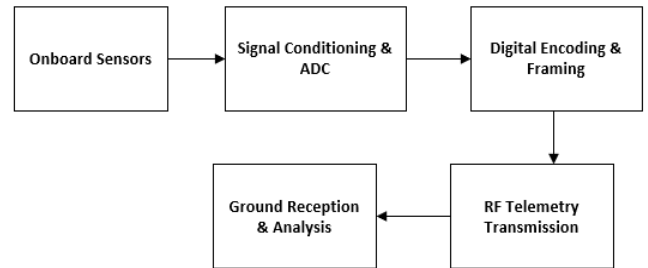 Onboard Sensors
Signal Conditioning &
ADC
Digital Encoding &
Framing
Ground Reception
& Analysis
RF Telemetry
Transmission